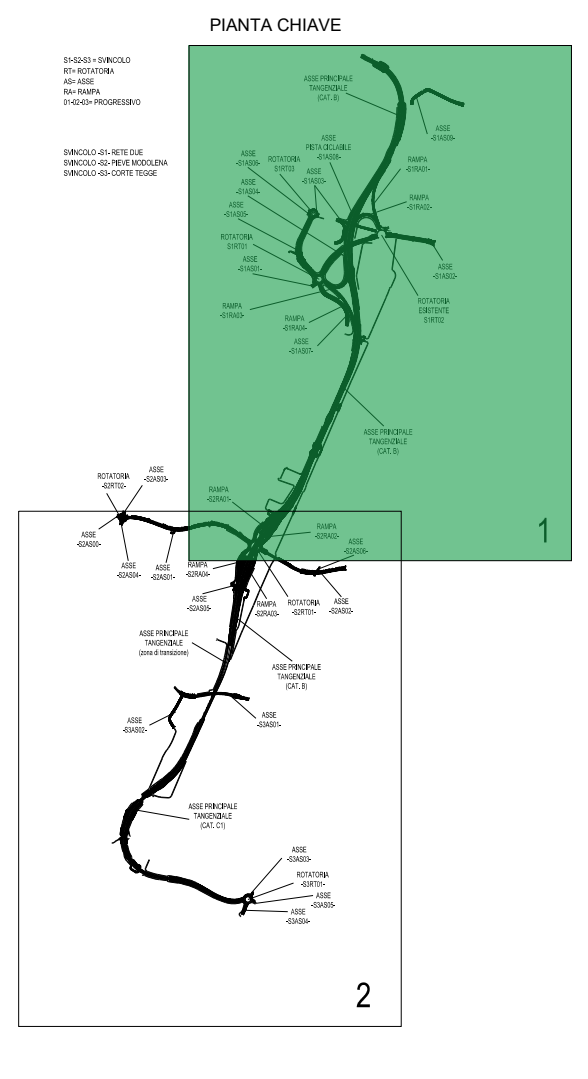 PIANTA CHIAVE
S1-S2-S3 = SVINCOLO
RT= ROTATORIA
AS= ASSE
RA= RAMPA
01-02-03= PROGRESSIVO
SVINCOLO -S1- RETE DUE
SVINCOLO -S2- PIEVE MODOLENA
SVINCOLO -S3- CORTE TEGGE
ASSE PRINCIPALE
TANGENZIALE
(CAT. B)
ASSE
-S1AS09-
ASSE
PISTA CICLABILE
-S1AS08-
ASSE
-S1AS06-
ROTATORIA
S1RT03
ASSE
-S1AS03-
RAMPA
-S1RA01-
ASSE
-S1AS04-
RAMPA
-S1RA02-
ASSE
-S1AS05-
ROTATORIA
S1RT01
ASSE
-S1AS01-
ASSE
-S1AS02-
RAMPA
-S1RA03-
ROTATORIA
ESISTENTE
S1RT02
RAMPA
-S1RA04-
ASSE
-S1AS07-
ASSE PRINCIPALE
TANGENZIALE
(CAT. B)
ROTATORIA
-S2RT02-
ASSE
-S2AS03-
RAMPA
-S2RA01-
RAMPA
-S2RA02-
1
ASSE
-S2AS00-
ASSE
-S2AS06-
ASSE
-S2AS04-
ASSE
-S2AS01-
RAMPA
-S2RA04-
ASSE
-S2AS05-
RAMPA
-S2RA03-
ROTATORIA
-S2RT01-
ASSE
-S2AS02-
ASSE PRINCIPALE
TANGENZIALE
(zona di transizione)
ASSE PRINCIPALE
TANGENZIALE
(CAT. B)
ASSE
-S3AS02-
ASSE
-S3AS01-
ASSE PRINCIPALE
TANGENZIALE
(CAT. C1)
ASSE
-S3AS03-
ROTATORIA
-S3RT01-
ASSE
-S3AS05-
ASSE
-S3AS04-
2